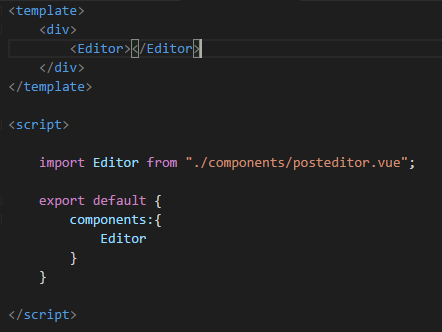 <template>
<div>
<Editor></Editor>
</div>
</template>
<script>
import Editor from "./components/posteditor.vue";
export default {
components:{
Editor
}
}
</script>